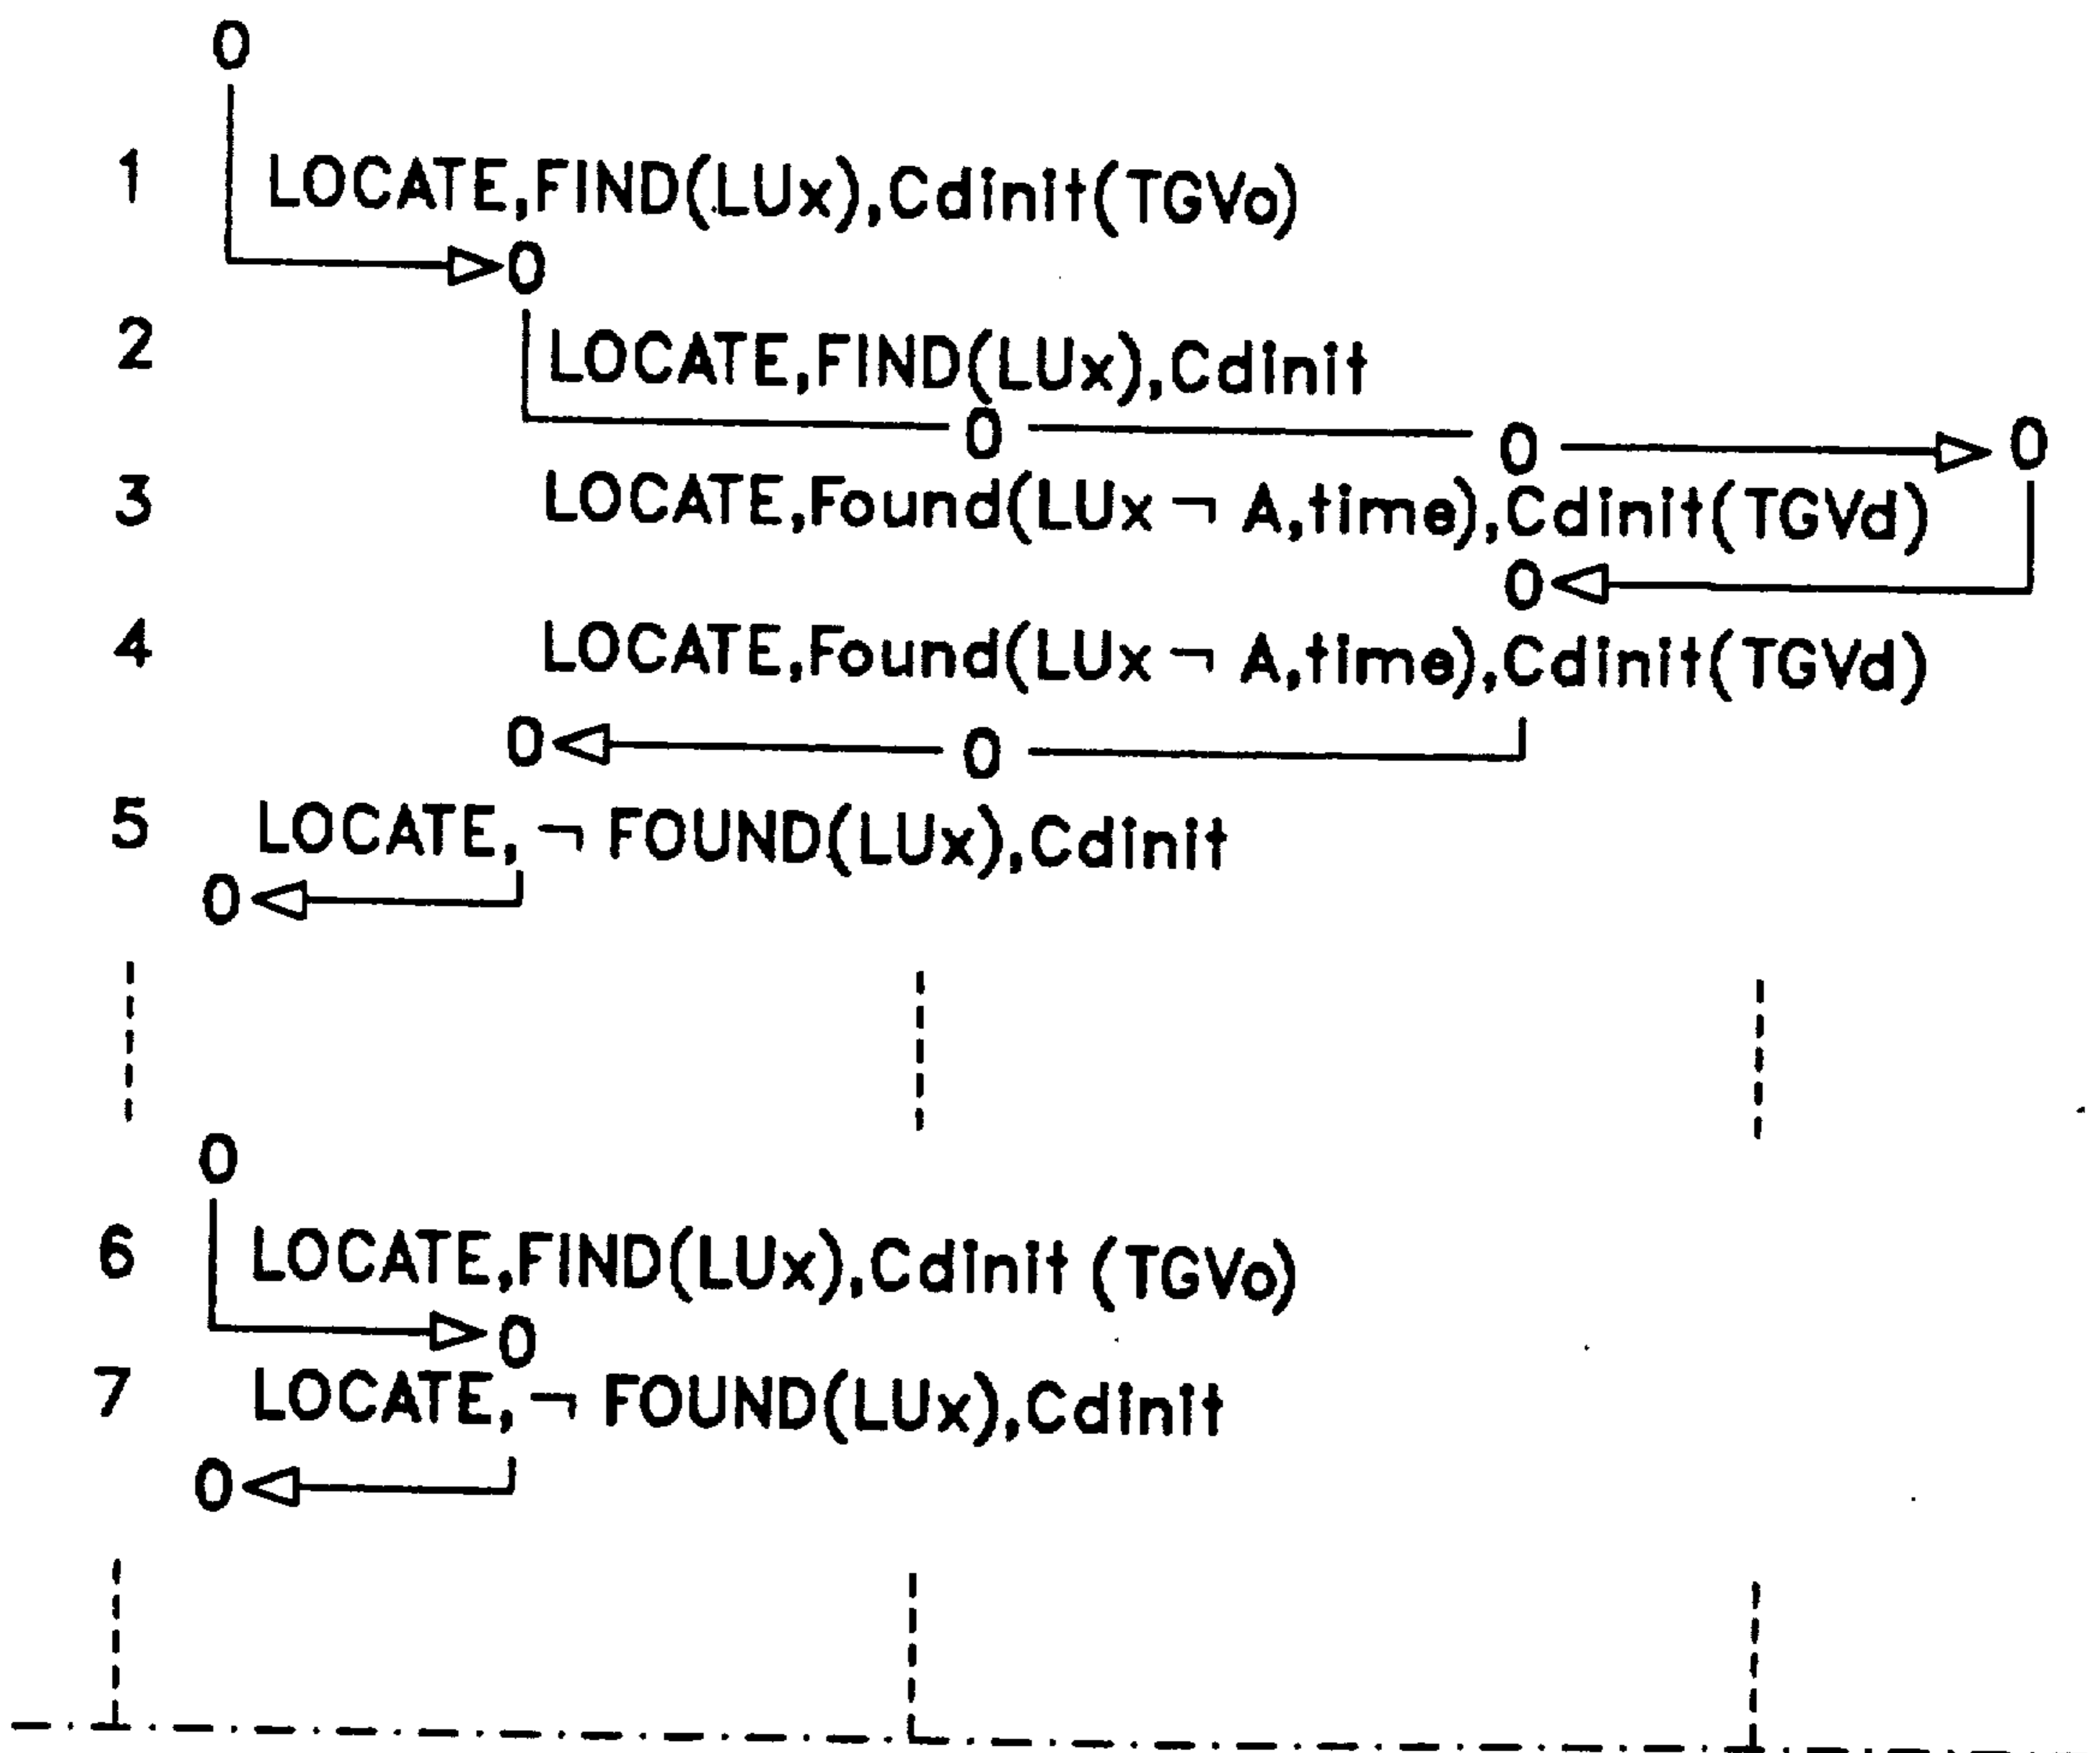 0
1 LOCATE,FIND(LUx),Cdinit(TGVo)
0
2 LOCATE,FIND(LUx),Cdinit
0 0 0
3 LOCATE,Found(LUx ¬ A,time),Cdinit(TGVd)
0
4 LOCATE,Found(LUx ¬ A,time),Cdinit(TGVd)
0 0
5 LOCATE, ¬ FOUND(LUx),Cdinit
0
0
6 LOCATE,FIND(LUx),Cdinit (TGVo)
0
7 LOCATE, ¬ FOUND(LUx),Cdinit
0